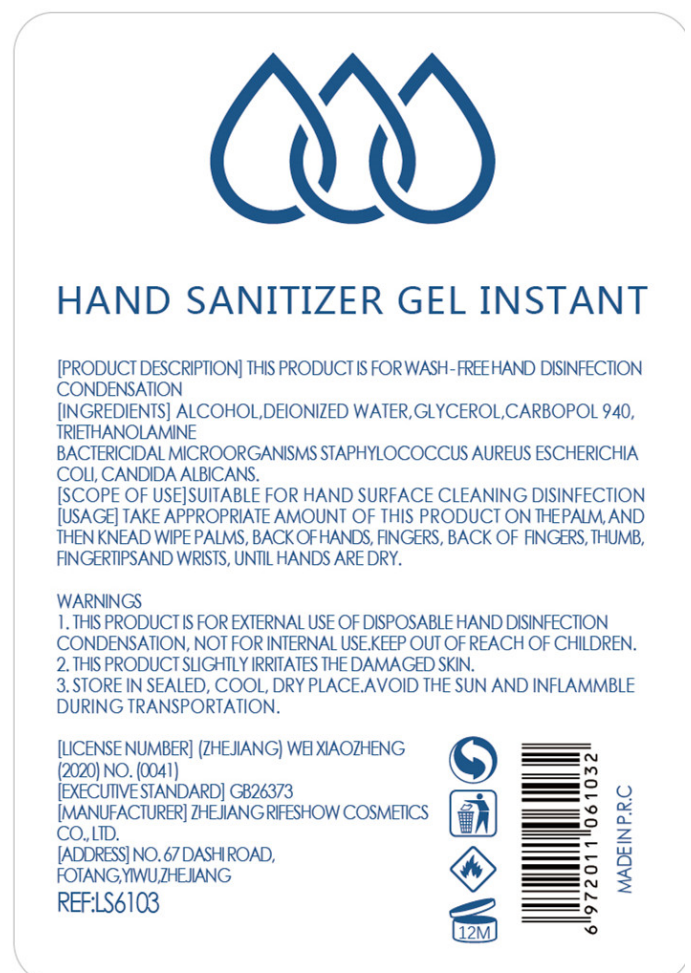 HAND SANITIZER GEL INSTANT
[PRODUCT DESCRIPTION] THIS PRODUCT IS FOR WASH-FREE HAND DISINFECTION
CONDENSATION
[INGREDIENTS] ALCOHOL,DEIONIZED WATER,GLYCEROL,CARBOPOL 940,
TRIETHANOLAMINE
BACTERICIDAL MICROORGANISMS STAPHYLOCOCCUS AUREUS ESCHERICHIA
COLI, CANDIDA ALBICANS.
[SCOPE OF USE]SUITABLE FOR HAND SURFACE CLEANING DISINFECTION
[USAGE] TAKE APPROPRIATE AMOUNT OF THIS PRODUCT ON THE PALM, AND
THEN KNEAD WIPE PALMS, BACK OF HANDS, FINGERS, BACK OF FINGERS, THUMB,
FINGERTIPSAND WRISTS, UNTIL HANDS ARE DRY.
WARNINGS
1. THIS PRODUCT IS FOR EXTERNAL USE OF DISPOSABLE HAND DISINFECTION
CONDENSATION, NOT FOR INTERNAL USE.KEEP OUT OF REACH OF CHILDREN.
2. THIS PRODUCT SLIGHTLY IRRITATES THE DAMAGED SKIN.
3. STORE IN SEALED, COOL, DRY PLACE.AVOID THE SUN AND INFLAMMBLE
DURING TRANSPORTATION.
[LICENSE NUMBER] (ZHEJIANG) WEI XIAOZHENG
(2020) NO. (0041)
[EXECUTIVE STANDARD] GB26373
[MANUFACTURER] ZHEJIANG RIFESHOW COSMETICS
CO., LTD.
[ADDRESS] NO. 67 DASHI ROAD,
FOTANG,YIWU,ZHEJIANG
REF:LS6103
12M
6 972011 061032
MADE IN P.R.C